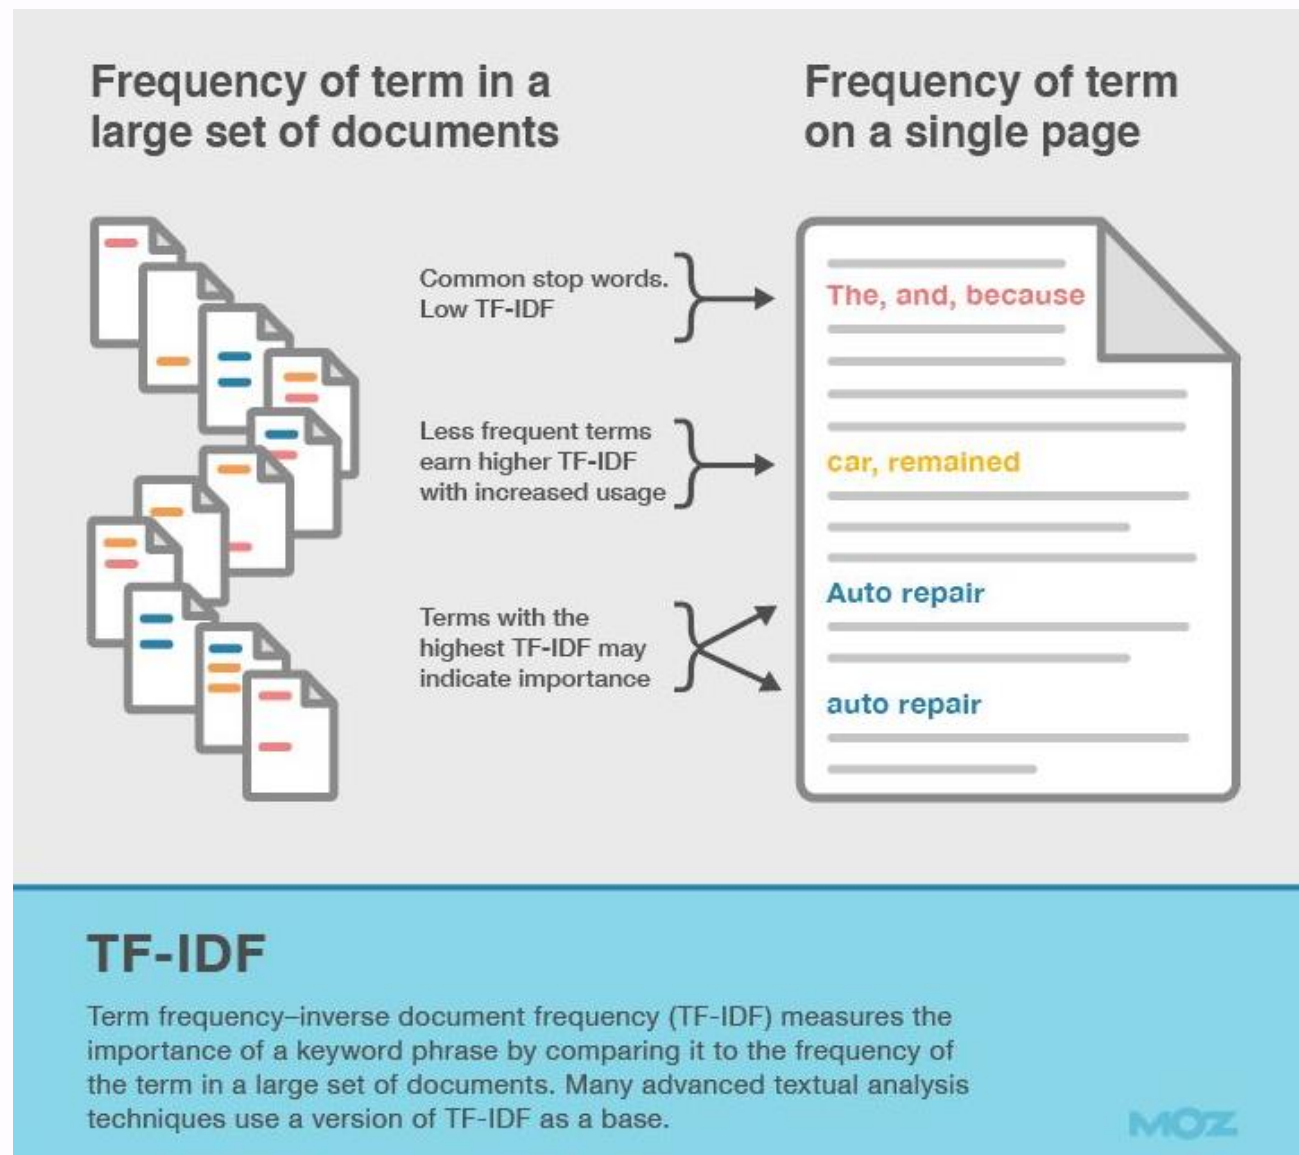 Frequency of term in a
large set of documents
Frequency of term
on a single page
Common stop words.
Low TF-IDF
The, and, because
Less frequent terms
earn higher TF-IDF
with increased usage
car, remained
Terms with the
highest TF-IDF may
indicate importance
Auto repair
auto repair
TF-IDF
Term frequency–inverse document frequency (TF-IDF) measures the
importance of a keyword phrase by comparing it to the frequency of
the term in a large set of documents. Many advanced textual analysis
techniques use a version of TF-IDF as a base.
MOZ